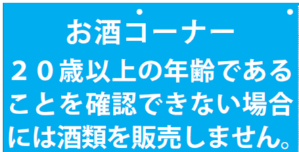 お酒コーナー
２０歳以上の年齢である
ことを確認できない場合
には酒類を販売しません。